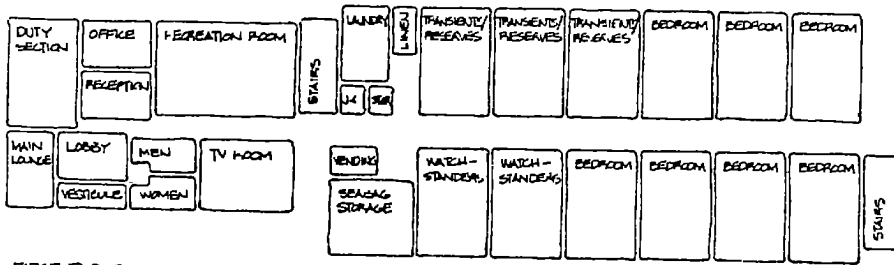 DUTY
SECTION
OFFICE
RECEPTION
RECREATION ROOM
STAIRS
LAUNDRY
LINEN
TRANSIENTS/
RESERVES
TRANSIENTS/
RESERVES
TRANSIENTS/
RESERVES
BEDROOM
BEDROOM
BEDROOM
MAIN
LOUNGE
LOBBY
VESTIBULE
MEN
WOMEN
TV ROOM
VENDING
SEABAG
STORAGE
WATCH-
STANDERS
WATCH-
STANDERS
BEDROOM
BEDROOM
BEDROOM
BEDROOM
STAIRS